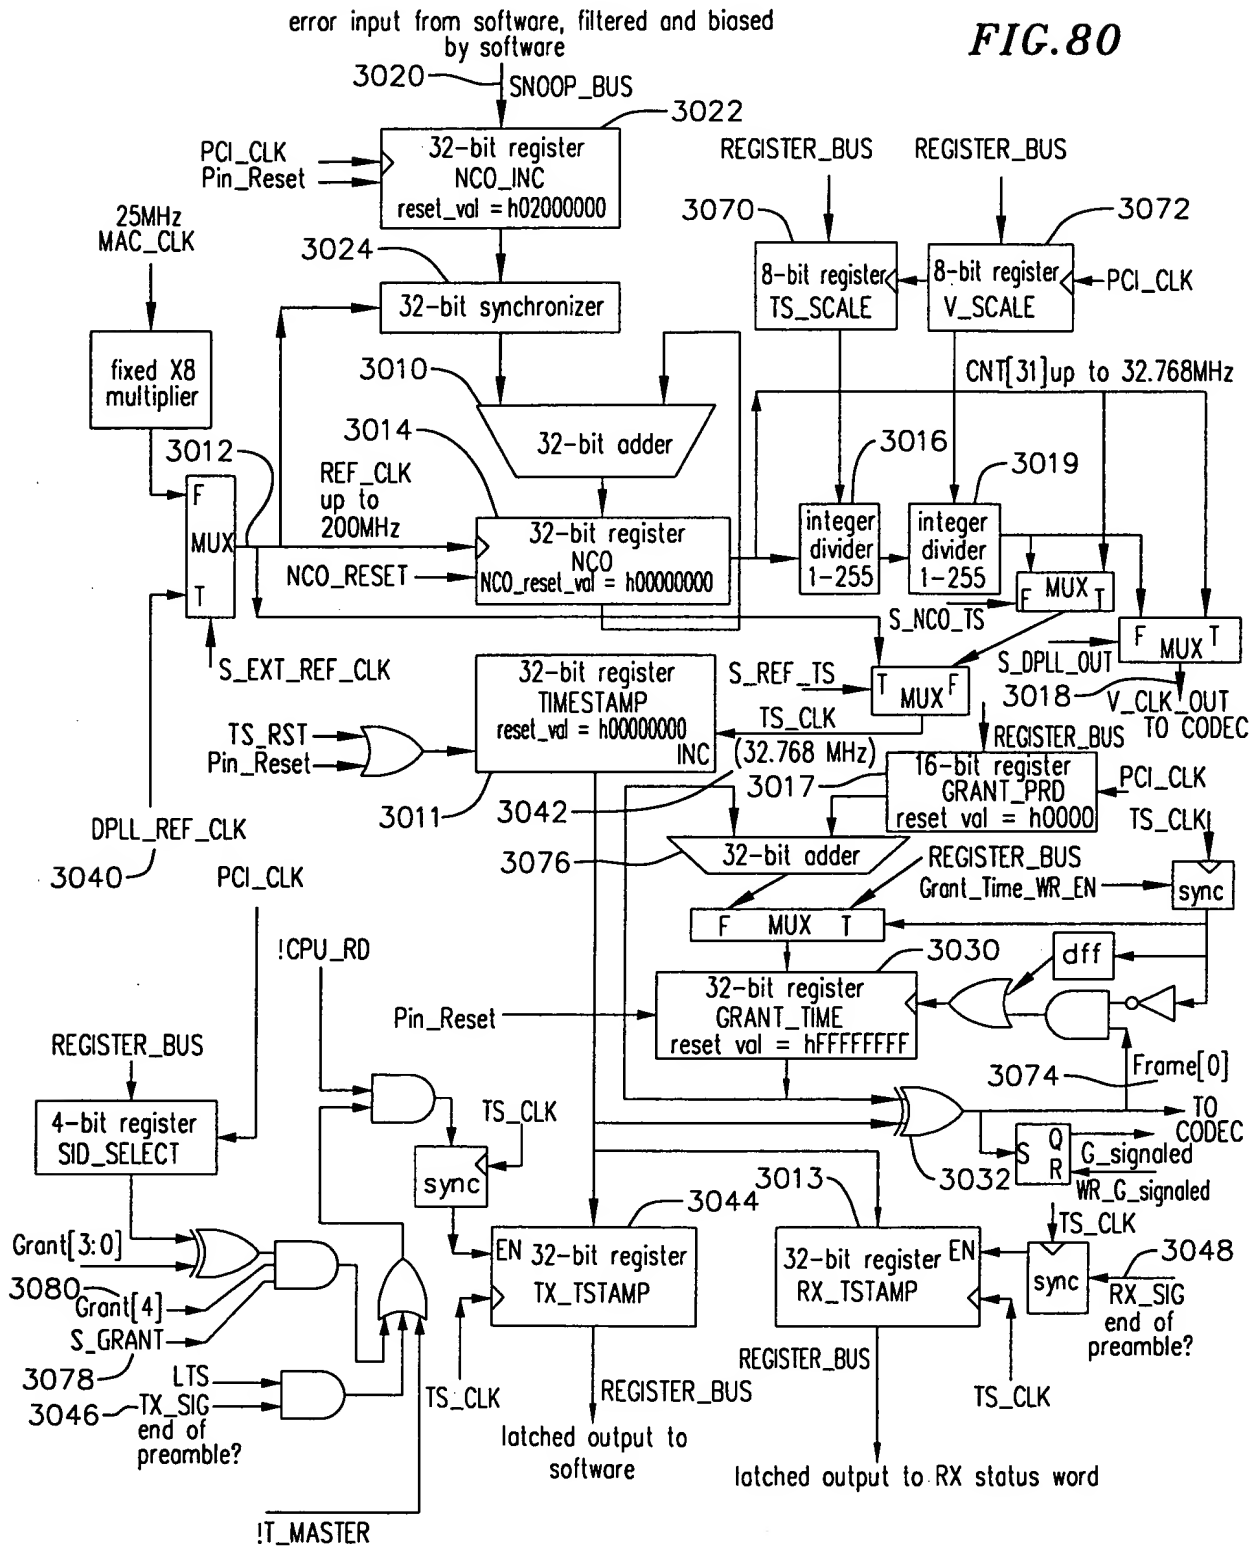 error input from software, filtered and biased
by software
FIG.80
3020
SNOOP_BUS
3022
PCI_CLK
Pin_Reset
32-bit register
NCO_INC
reset_val = h02000000
REGISTER_BUS
REGISTER_BUS
3070
3072
25MHz
MAC_CLK
3024
32-bit synchronizer
8-bit register
TS_SCALE
8-bit register
V_SCALE
PCI_CLK
fixed X8
multiplier
3010
32-bit adder
CNT[31]up to 32.768MHz
3012
3014
3016
3019
F
MUX
T
REF_CLK
up to
200MHz
NCO_RESET
32-bit register
NCO
NCO_reset_val = h00000000
integer
divider
1-255
integer
divider
1-255
F MUX T
S_NCO_TS
F MUX T
S_DPLL_OUT
S_EXT_REF_CLK
3018
V_CLK_OUT
TO CODEC
32-bit register
TIMESTAMP
reset_val = h00000000
INC
S_REF_TS
T MUX F
TS_CLK
(32.768 MHz)
TS_RST
Pin_Reset
3011
3042
3017
REGISTER_BUS
16-bit register
GRANT_PRD
reset val = h0000
PCI_CLK
TS_CLK
DPLL_REF_CLK
3040
PCI_CLK
3076
32-bit adder
REGISTER_BUS
Grant_Time_WR_EN
sync
F MUX T
!CPU_RD
3030
dff
Pin_Reset
32-bit register
GRANT_TIME
reset val = hFFFFFFFF
REGISTER_BUS
3074
Frame[0]
TO
CODEC
4-bit register
SID_SELECT
TS_CLK
sync
3032
S Q
R
G_signaled
WR_G_signaled
3013
3044
TS_CLK
Grant[3:0]
3080
Grant[4]
S_GRANT
3078
EN 32-bit register
TX_TSTAMP
32-bit register EN
RX_TSTAMP
sync
3048
RX_SIG
end of
preamble?
LTS
3046
TX_SIG
end of
preamble?
TS_CLK
REGISTER_BUS
REGISTER_BUS
TS_CLK
latched output to
software
latched output to RX status word
!T_MASTER